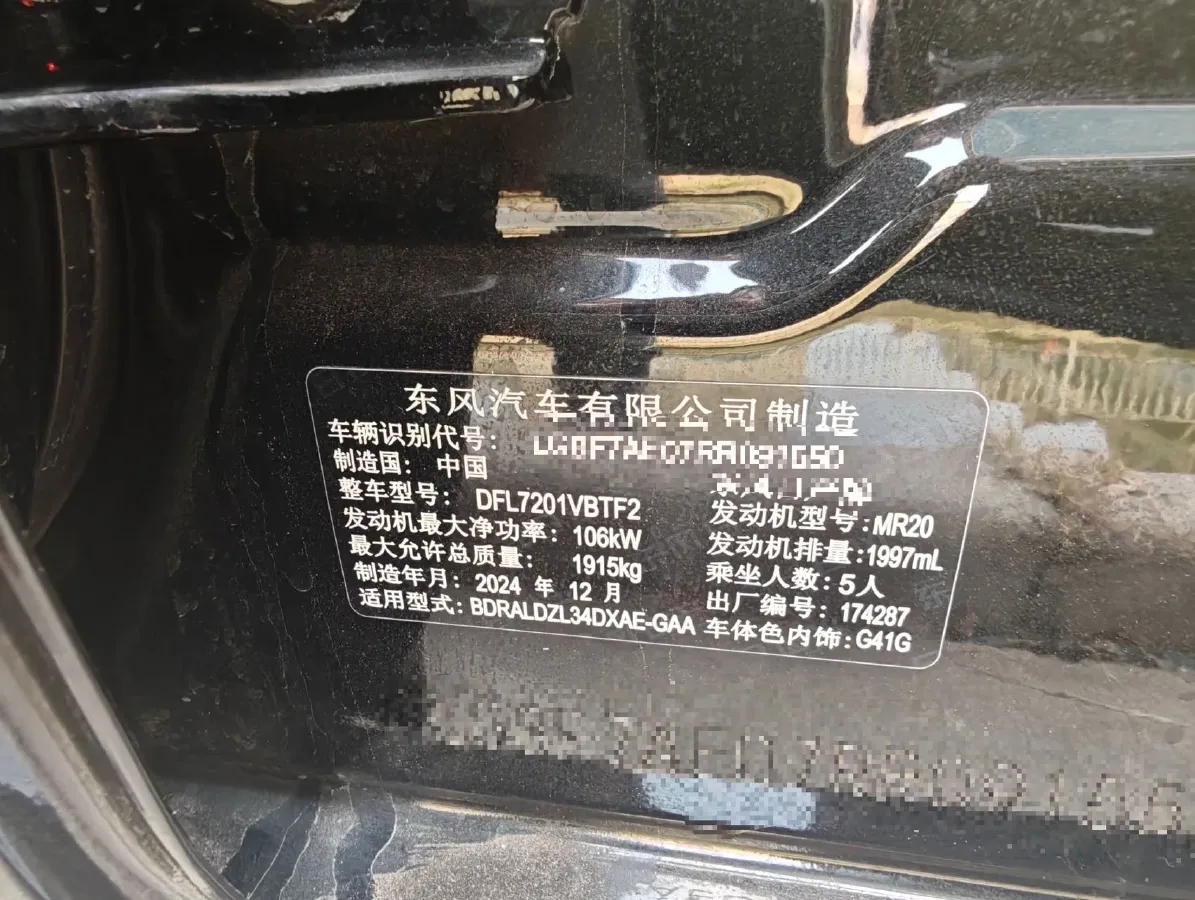 东风汽车有限公司制造
车辆识别代号:
制造国: 中国
整车型号: DFL7201VBTF2
发动机型号:MR20
发动机最大净功率: 106kW
发动机排量:1997mL
最大允许总质量: 1915kg
乘坐人数: 5人
制造年月: 2024 年 12 月
出厂编号: 174287
适用型式: BDRALDZL34DXAE-GAA
车体色内饰:G41G